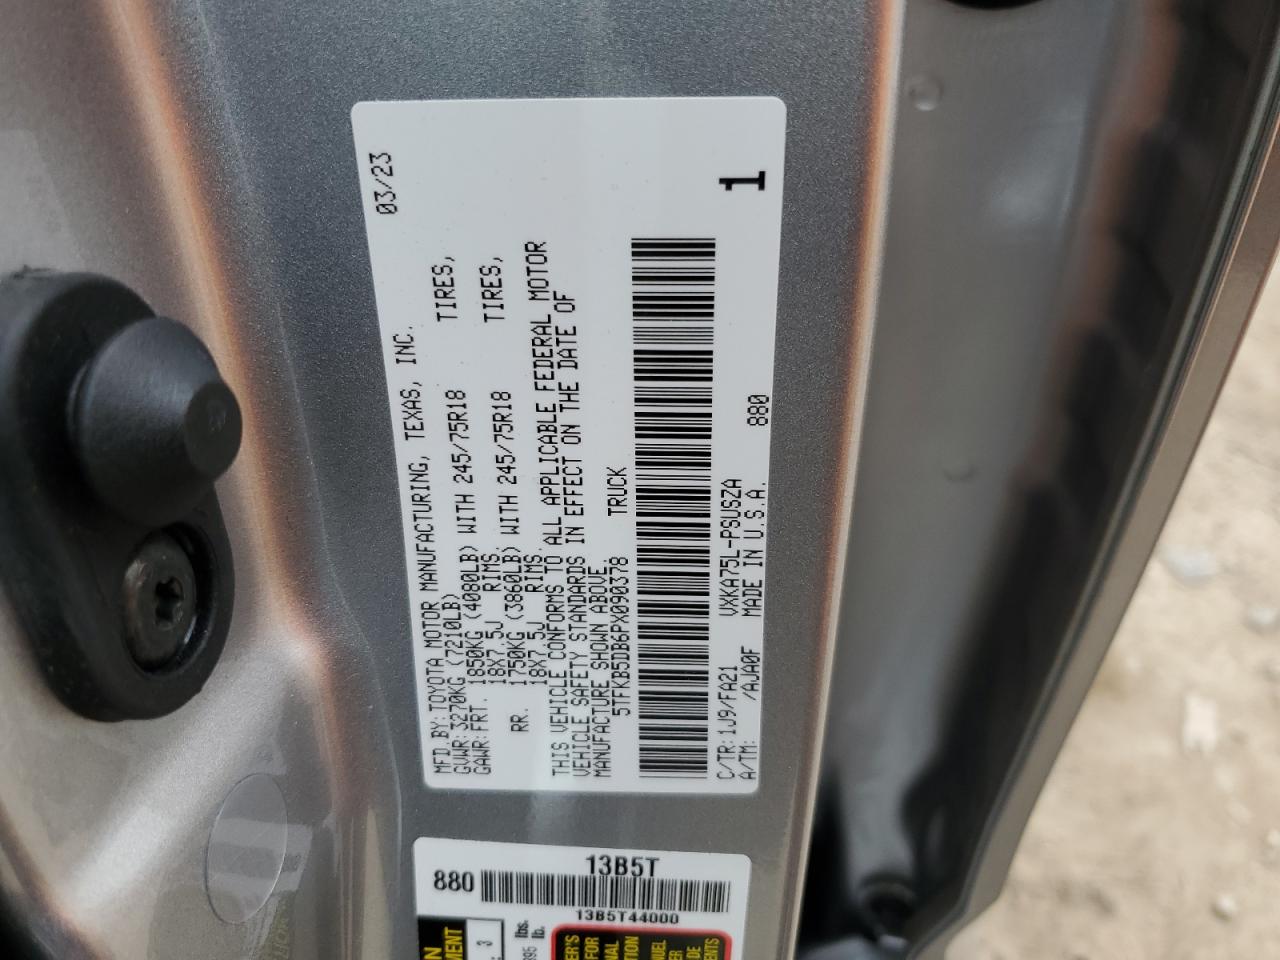 03/23
MFD.BY:TOYOTA MOTOR MANUFACTURING, TEXAS, INC.
GVWR:3270KG (7210LB)
GAWR:FRT. 1850KG (4080LB) WITH 245/75R18 TIRES,
18X7.5J RIMS.
RR. 1750KG (3860LB) WITH 245/75R18 TIRES,
18X7.5J RIMS.
THIS VEHICLE CONFORMS TO ALL APPLICABLE FEDERAL MOTOR
VEHICLE SAFETY STANDARDS IN EFFECT ON THE DATE OF
MANUFACTURE SHOWN ABOVE.
5TFKB5DB6PX090378 TRUCK
C/TR:1J9/FA21 VXKA75L-PSUSZA 880
A/TM: /AJA0F MADE IN U.S.A.
1
13B5T
880
13B5T44000
3
lbs.
lb.